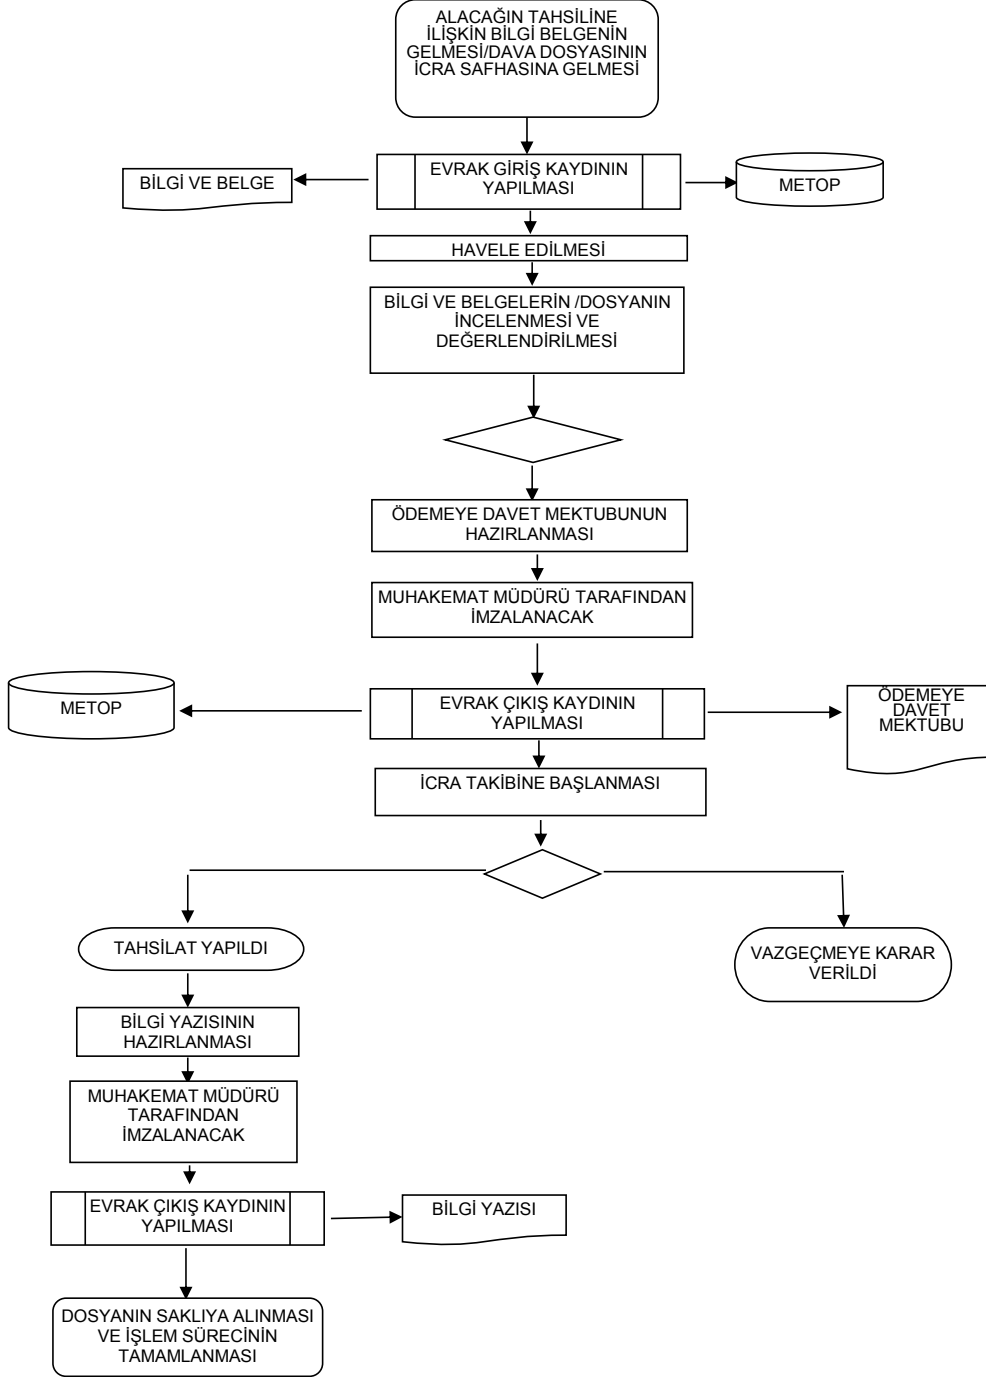 ALACAĞIN TAHSİLİNE
İLİŞKİN BİLGİ BELGENİN
GELMESİ/DAVA DOSYASININ
İCRA SAFHASINA GELMESİ
BİLGİ VE BELGE
EVRAK GİRİŞ KAYDININ
YAPILMASI
METOP
HAVELE EDİLMESİ
BİLGİ VE BELGELERİN /DOSYANIN
İNCELENMESİ VE
DEĞERLENDİRİLMESİ
ÖDEMEYE DAVET MEKTUBUNUN
HAZIRLANMASI
MUHAKEMAT MÜDÜRÜ TARAFINDAN
İMZALANACAK
METOP
EVRAK ÇIKIŞ KAYDININ
YAPILMASI
ÖDEMEYE
DAVET
MEKTUBU
İCRA TAKİBİNE BAŞLANMASI
TAHSİLAT YAPILDI
VAZGEÇMEYE KARAR
VERİLDİ
BİLGİ YAZISININ
HAZIRLANMASI
MUHAKEMAT MÜDÜRÜ
TARAFINDAN
İMZALANACAK
EVRAK ÇIKIŞ KAYDININ
YAPILMASI
BİLGİ YAZISI
DOSYANIN SAKLIYA ALINMASI
VE İŞLEM SÜRECİNİN
TAMAMLANMASI